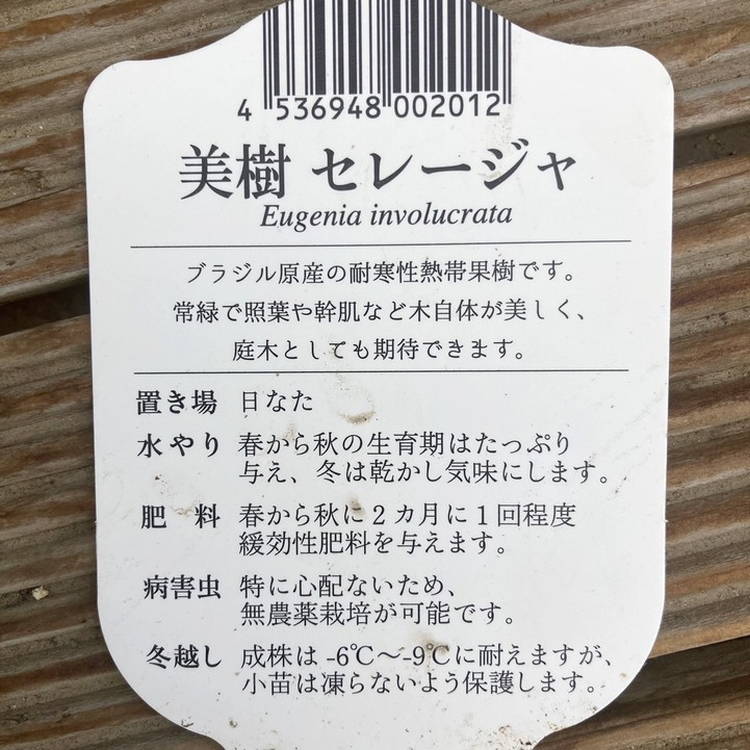 4 536948 002012
美樹 セレージャ
Eugenia involucrata
ブラジル原産の耐寒性熱帯果樹です。
常緑で照葉や幹肌など木自体が美しく、
庭木としても期待できます。
置き場 日なた
水やり 春から秋の生育期はたっぷり
与え、冬は乾かし気味にします。
肥 料 春から秋に2カ月に1回程度
緩効性肥料を与えます。
病害虫 特に心配ないため、
無農薬栽培が可能です。
冬越し 成株は-6℃～-9℃に耐えますが、
小苗は凍らないよう保護します。